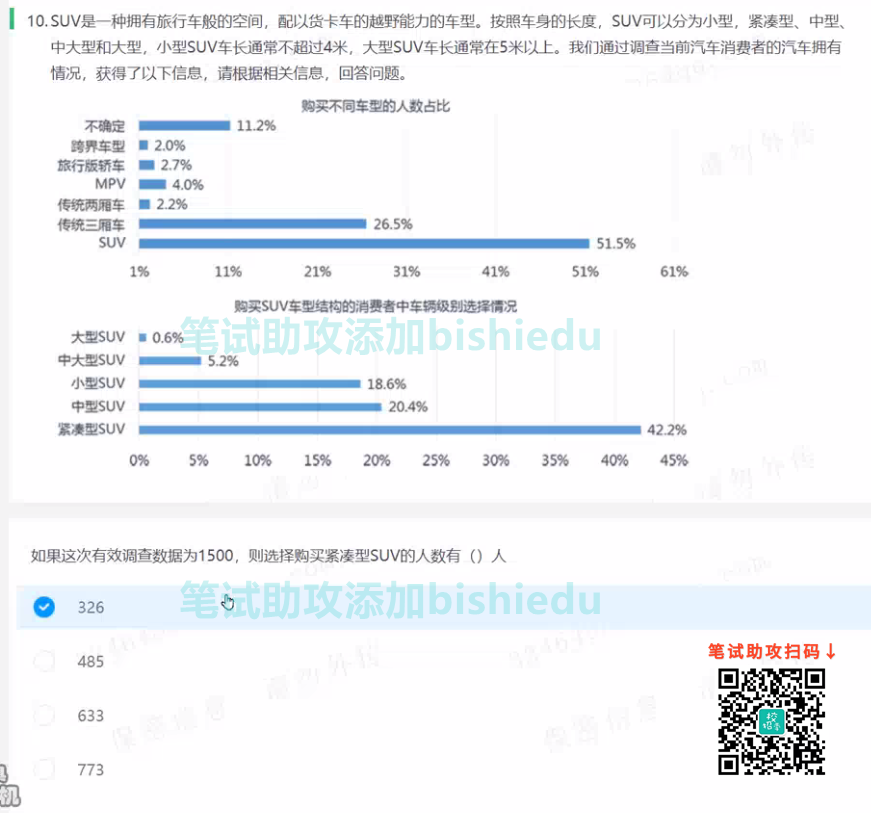 10. SUV是一种拥有旅行车般的空间，配以货卡车的越野能力的车型。按照车身的长度，SUV可以分为小型，紧凑型、中型、
中大型和大型，小型SUV车长通常不超过4米，大型SUV车长通常在5米以上。我们通过调查当前汽车消费者的汽车拥有
情况，获得了以下信息，请根据相关信息，回答问题。
购买不同车型的人数占比
不确定 11.2%
跨界车型 2.0%
旅行版轿车 2.7%
MPV 4.0%
传统两厢车 2.2%
传统三厢车 26.5%
SUV 51.5%
1% 11% 21% 31% 41% 51% 61%
购买SUV车型结构的消费者中车辆级别选择情况
笔试助攻添加bishiedu
大型SUV 0.6%
中大型SUV 5.2%
小型SUV 18.6%
中型SUV 20.4%
紧凑型SUV 42.2%
0% 5% 10% 15% 20% 25% 30% 35% 40% 45%
如果这次有效调查数据为1500，则选择购买紧凑型SUV的人数有（）人
笔试助攻添加bishiedu
326
485
633
773
笔试助攻扫码↓
保密信息
保密信息
机